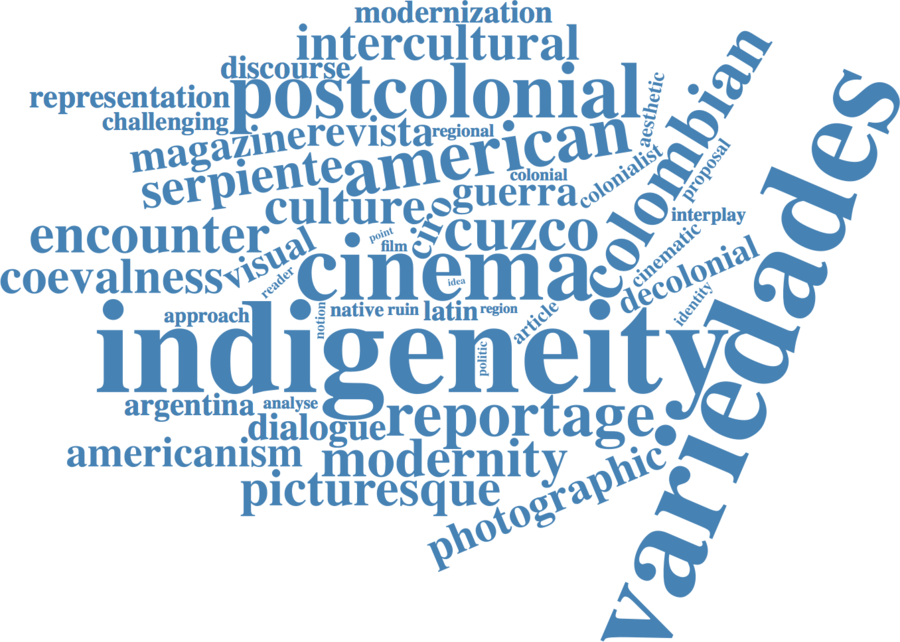 modernization
intercultural
discourse
postcolonial
representation
challenging
magazine
revista
regional
american
aesthetic
colombian
variedades
serpiente
colonial
colonialist
proposal
culture
ciro
guerra
interplay
encounter
point
film
cuzco
cinematic
coevalness
visual
reader
cinema
idea
decolonial
identity
approach
notion
native
ruin
latin
region
article
indigeneity
politic
argentina
analyse
dialogue
reportage
americanism
modernity
photographic
picturesque